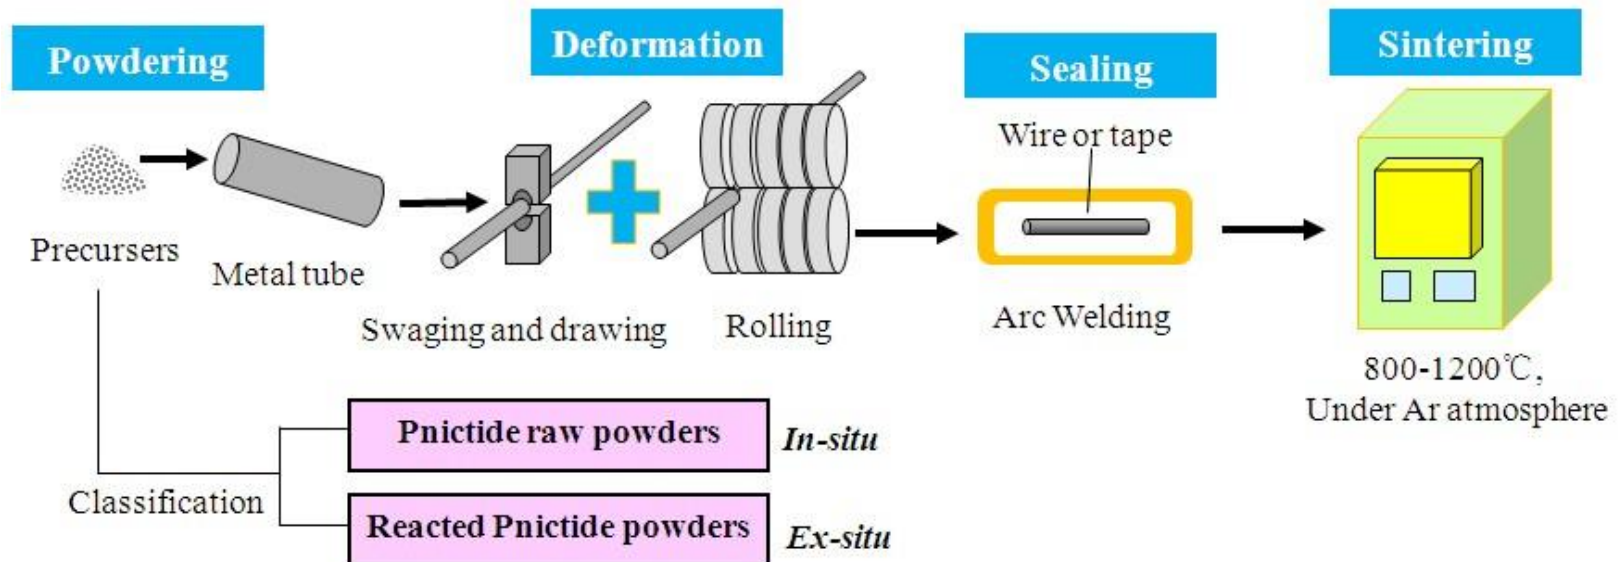 Powdering
Deformation
Sealing
Sintering
Wire or tape
Precursers
Metal tube
Swaging and drawing
Rolling
Arc Welding
800-1200℃,
Under Ar atmosphere
Pnictide raw powders
In-situ
Classification
Reacted Pnictide powders
Ex-situ